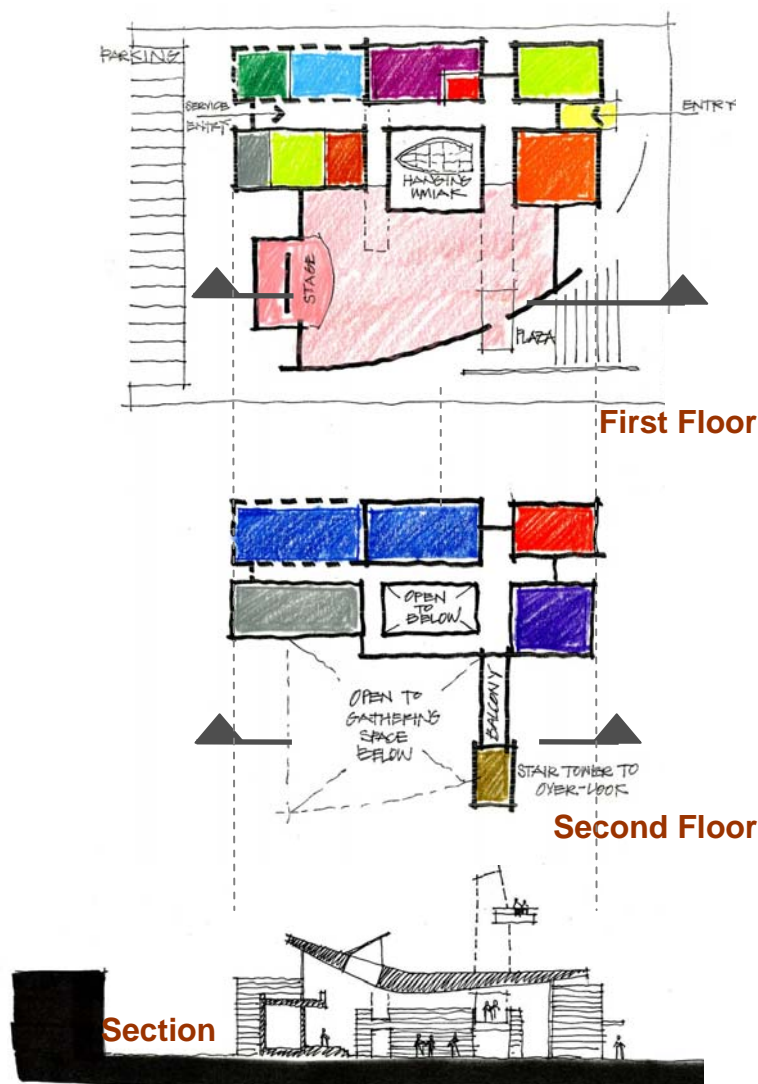 PARKING
SERVICE
ENTRY
ENTRY
HANGING
UMIAK
STAGE
PLAZA
First Floor
OPEN
TO
BELOW
OPEN TO
GATHERING
SPACE
BELOW
BALCONY
STAIR TOWER TO
OVER-LOOK
Second Floor
Section